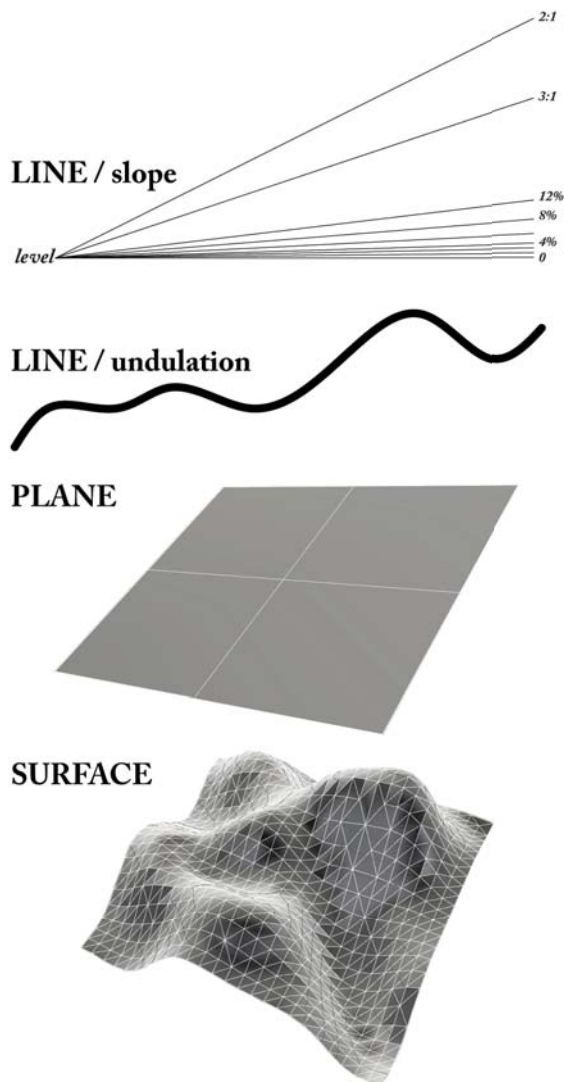 2:1
3:1
LINE / slope
12%
8%
4%
level
0
LINE / undulation
PLANE
SURFACE